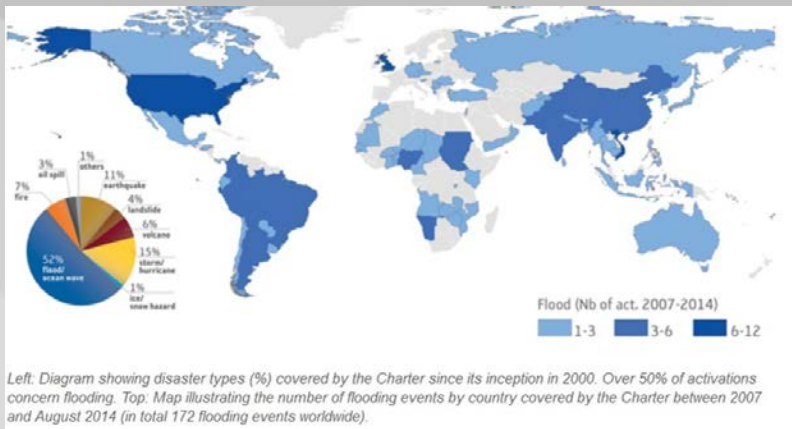 1%
others
3%
oil spill
11%
earthquake
7%
fire
4%
landslide
6%
volcano
52%
flood/
ocean wave
15%
storm/
hurricane
1%
ice/
snow hazard
Flood (Nb of act. 2007-2014)
1-3
3-6
6-12
Left: Diagram showing disaster types (%) covered by the Charter since its inception in 2000. Over 50% of activations
concern flooding. Top: Map illustrating the number of flooding events by country covered by the Charter between 2007
and August 2014 (in total 172 flooding events worldwide).